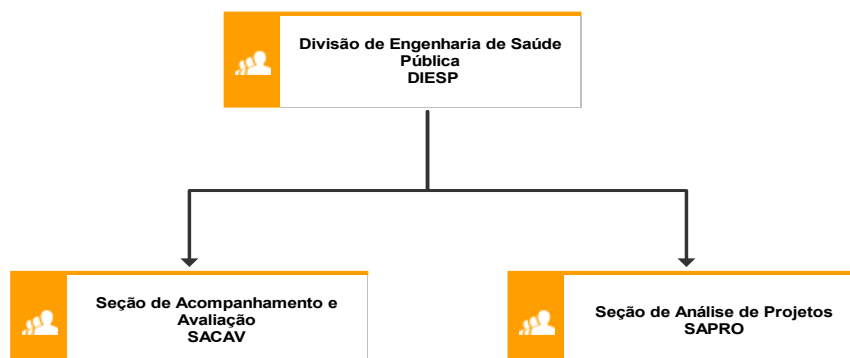 Divisão de Engenharia de Saúde
Pública
DIESP
Seção de Acompanhamento e
Avaliação
SACAV
Seção de Análise de Projetos
SAPRO